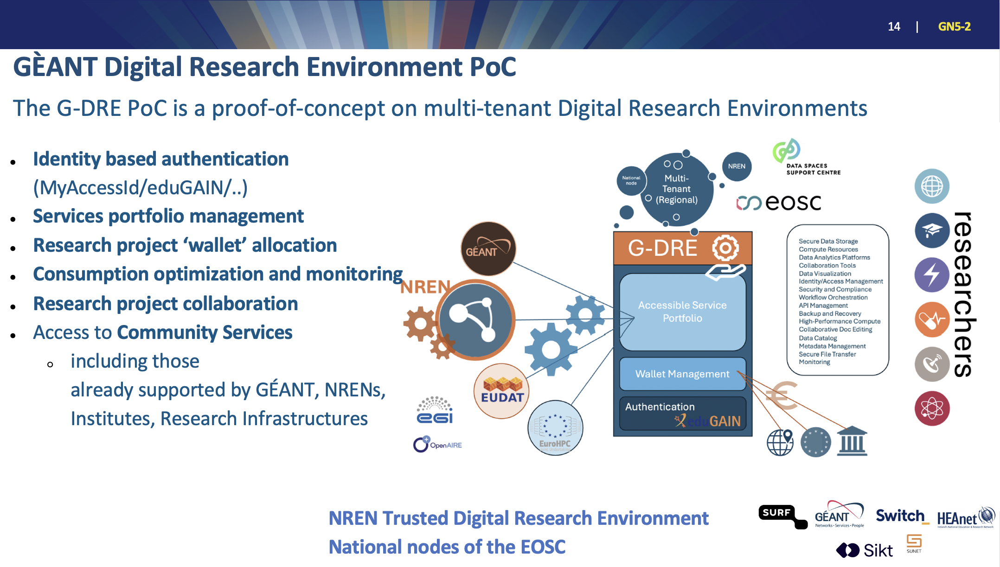 14 | GN5-2
GÈANT Digital Research Environment PoC
The G-DRE PoC is a proof-of-concept on multi-tenant Digital Research Environments
Identity based authentication
(MyAccessId/eduGAIN/..)
Services portfolio management
Research project ‘wallet’ allocation
Consumption optimization and monitoring
Research project collaboration
Access to Community Services
including those
already supported by GÉANT, NRENs,
Institutes, Research Infrastructures
GÉANT
NREN
EUDAT
egi
OpenAIRE
EuroHPC
Joint Undertaking
National
node
Multi-
Tenant
(Regional)
NREN
DATA SPACES
SUPPORT CENTRE
eosc
G-DRE
Accessible Service
Portfolio
Wallet Management
Authentication
eduGAIN
€
Secure Data Storage
Compute Resources
Data Analytics Platforms
Collaboration Tools
Data Visualization
Identity/Access Management
Security and Compliance
Workflow Orchestration
API Management
Backup and Recovery
High-Performance Compute
Collaborative Doc Editing
Data Catalog
Metadata Management
Secure File Transfer
Monitoring
researchers
NREN Trusted Digital Research Environment
National nodes of the EOSC
SURF
GÉANT
Networks • Services • People
Switch
HEAnet
Ireland's National Education & Research Network
Sikt
SUNET